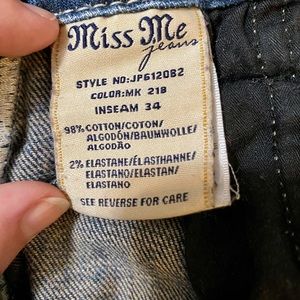 Miss Me
jeans
STYLE NO:JP6120B2
COLOR:MK 218
INSEAM 34
98% COTTON/COTON/
ALGODÓN/BAUMWOLLE/
ALGODÃO
2% ELASTANE/ÉLASTHANNE/
ELASTANO/ELASTAN/
ELASTANO
SEE REVERSE FOR CARE